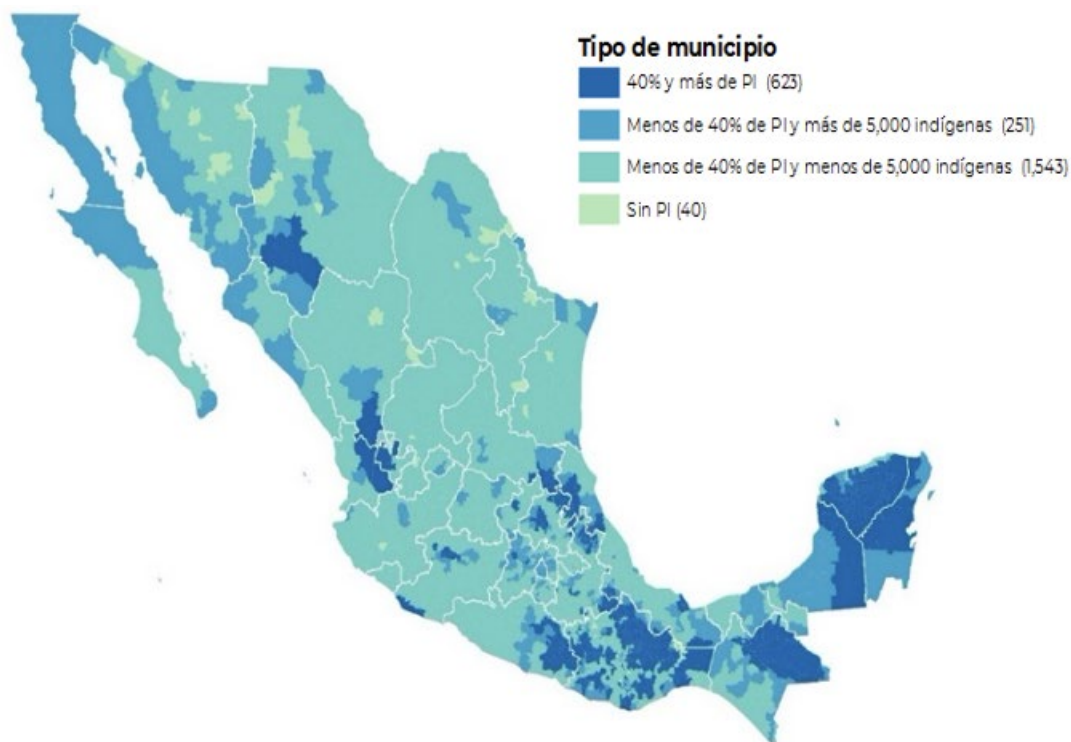 Tipo de municipio
40% y más de PI (623)
Menos de 40% de PI y más de 5,000 indígenas (251)
Menos de 40% de PI y menos de 5,000 indígenas (1,543)
Sin PI (40)